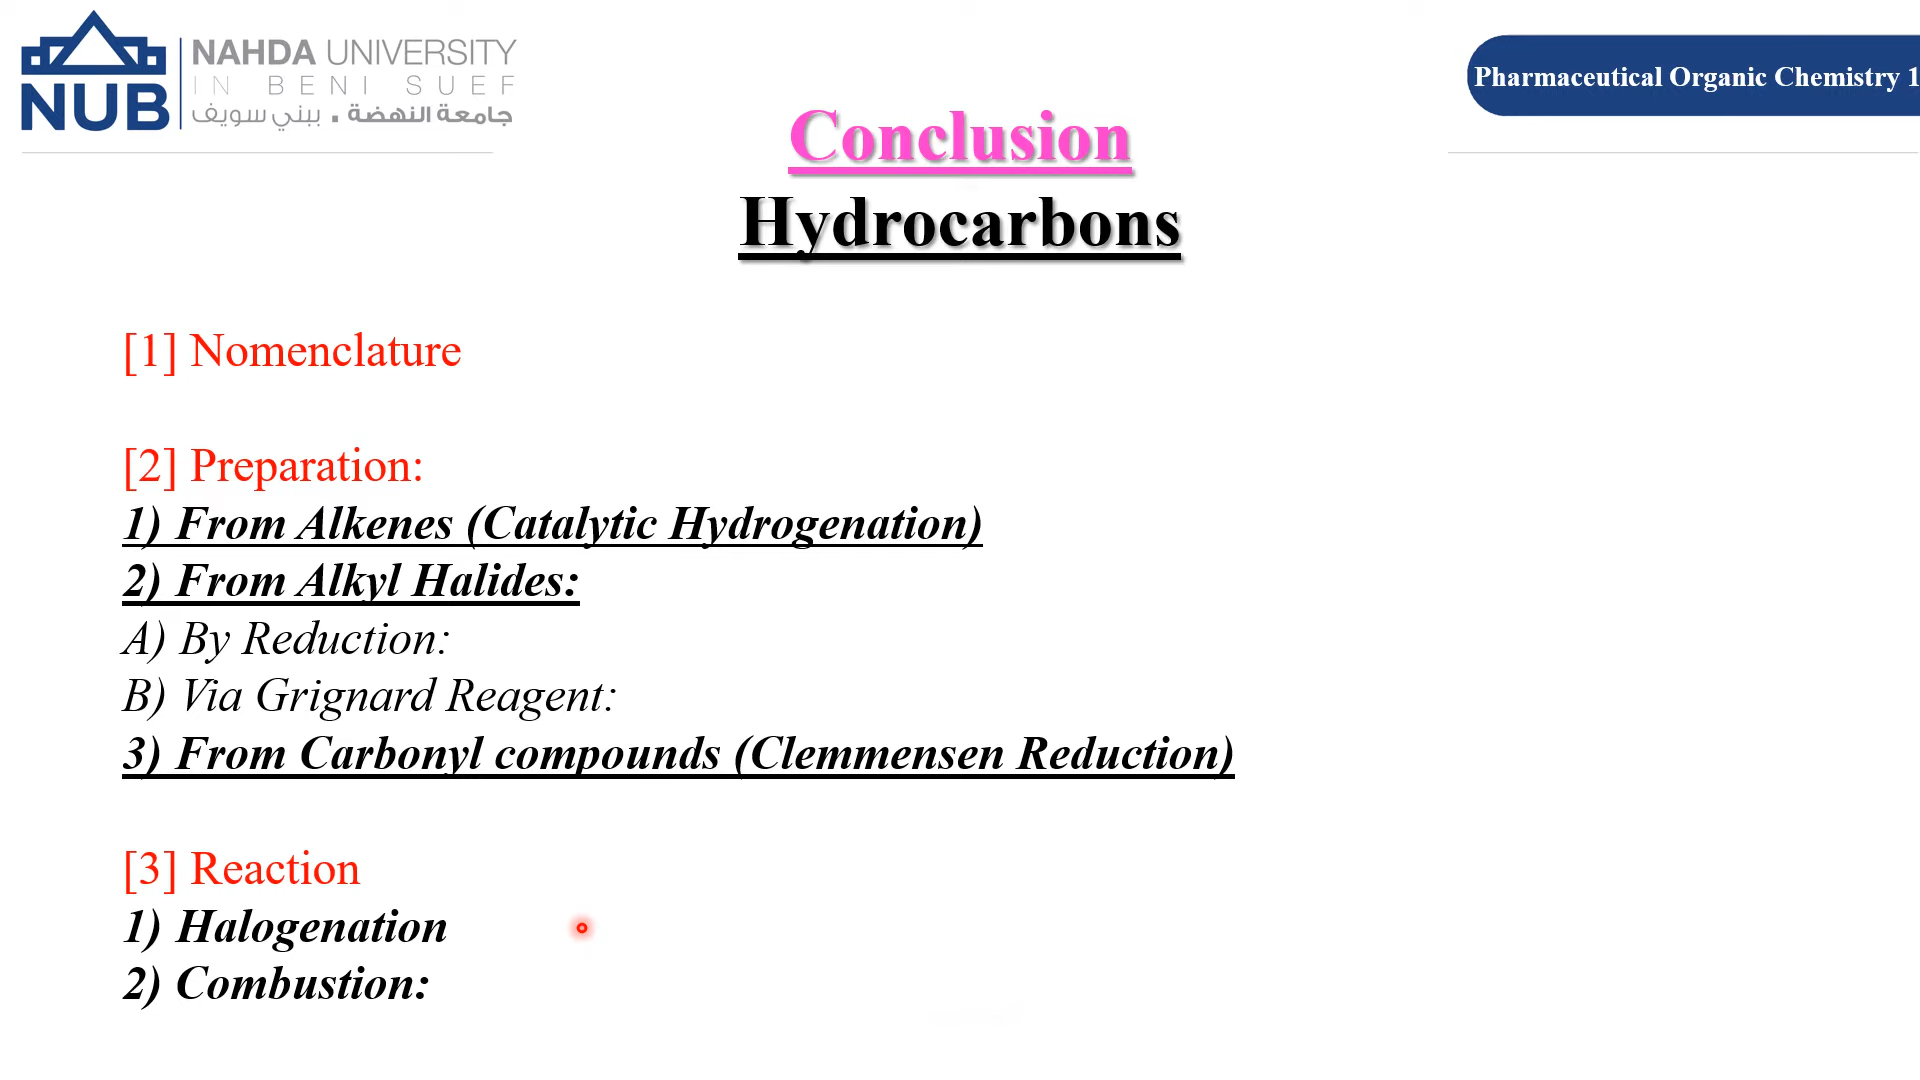 NUB
NAHDA UNIVERSITY
IN BENI SUEF
جامعة النهضة . ببني سويف
Pharmaceutical Organic Chemistry 1
Conclusion
Hydrocarbons
[1] Nomenclature
[2] Preparation:
1) From Alkenes (Catalytic Hydrogenation)
2) From Alkyl Halides:
A) By Reduction:
B) Via Grignard Reagent:
3) From Carbonyl compounds (Clemmensen Reduction)
[3] Reaction
1) Halogenation
2) Combustion: